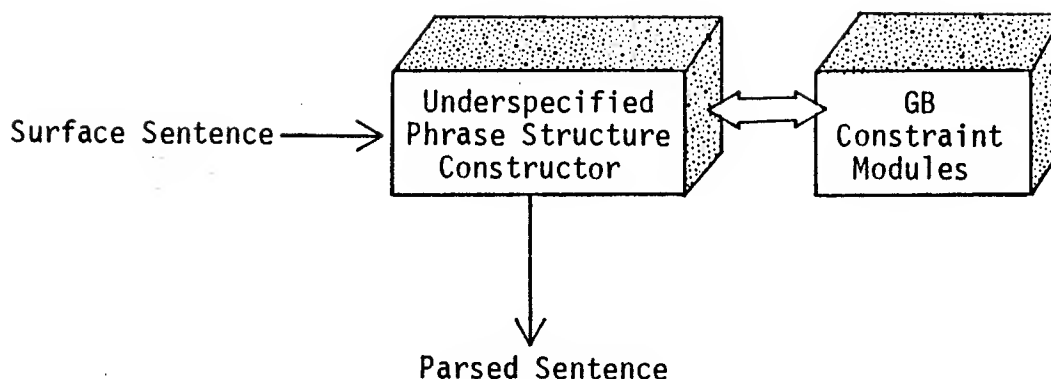 Surface Sentence
Underspecified
Phrase Structure
Constructor
GB
Constraint
Modules
Parsed Sentence